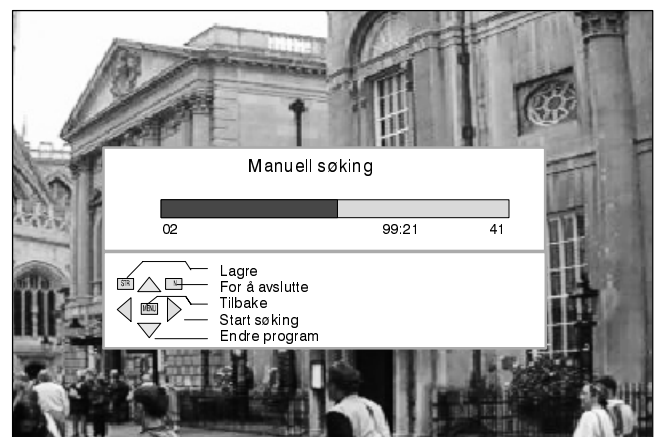 Manuell søking
02 99:21 41
STR Lagre
For å avslutte
MENU Tilbake
Start søking
Endre program